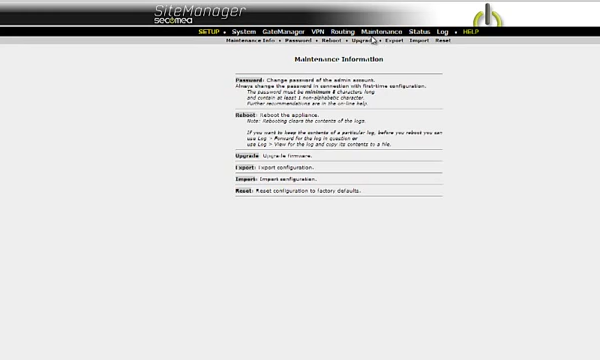 SiteManager
secomea
SETUP • System GateManager VPN Routing Maintenance Status Log • HELP
Maintenance Info • Password • Reboot • Upgrade • Export Import Reset
Maintenance Information
Password: Change password of the admin account.
Always change the password in connection with first-time configuration.
The password must be minimum 8 characters long
and contain at least 1 non-alphabetic character.
Further recommendations are in the on-line help.
Reboot: Reboot the appliance.
Note: Rebooting clears the contents of the logs.
If you want to keep the contents of a particular log, before you reboot you can
use Log > Forward for the log in question or
use Log > View for the log and copy its contents to a file.
Upgrade: Upgrade firmware.
Export: Export configuration.
Import: Import configuration.
Reset: Reset configuration to factory defaults.